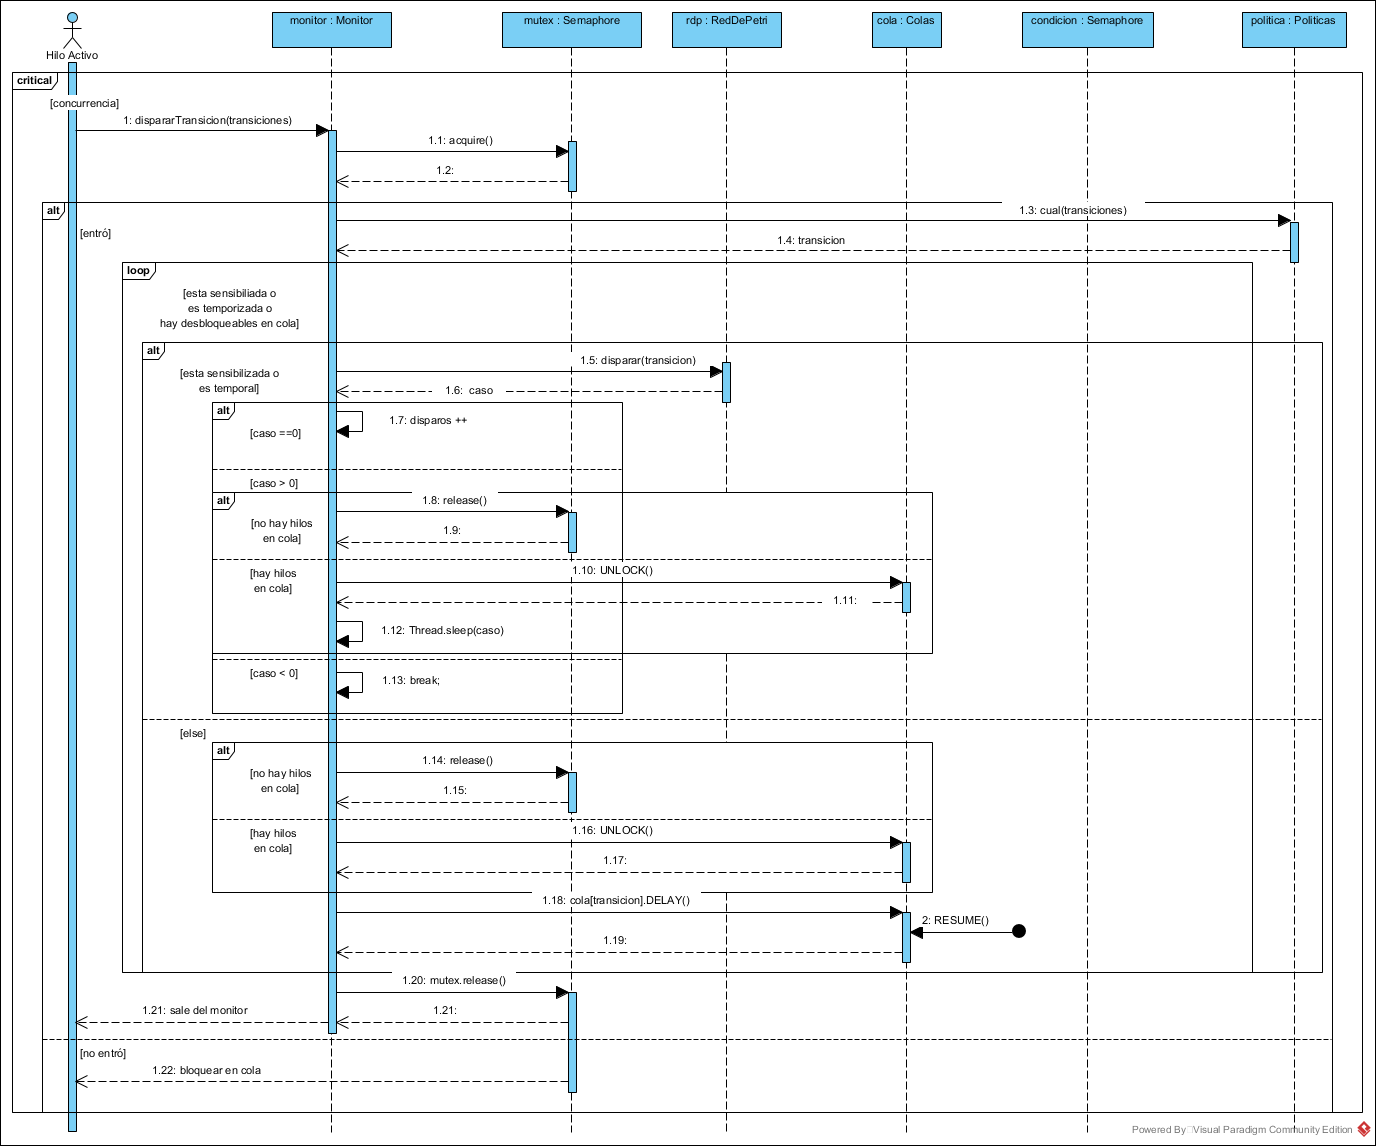 monitor : Monitor
mutex : Semaphore
rdp : RedDePetri
cola : Colas
condicion : Semaphore
politica : Politicas
Hilo Activo
critical
[concurrencia]
1: dispararTransicion(transiciones)
1.1: acquire()
1.2:
alt
1.3: cual(transiciones)
[entró]
1.4: transicion
loop
[esta sensibiliada o
es temporizada o
hay desbloqueables en cola]
alt
1.5: disparar(transicion)
[esta sensibilizada o
es temporal]
1.6: caso
alt
1.7: disparos ++
[caso ==0]
[caso > 0]
alt
1.8: release()
[no hay hilos
en cola]
1.9:
[hay hilos
en cola]
1.10: UNLOCK()
1.11:
1.12: Thread.sleep(caso)
[caso < 0]
1.13: break;
[else]
alt
1.14: release()
[no hay hilos
en cola]
1.15:
[hay hilos
en cola]
1.16: UNLOCK()
1.17:
1.18: cola[transicion].DELAY()
2: RESUME()
1.19:
1.20: mutex.release()
1.21: sale del monitor
1.21:
[no entró]
1.22: bloquear en cola
Powered By Visual Paradigm Community Edition